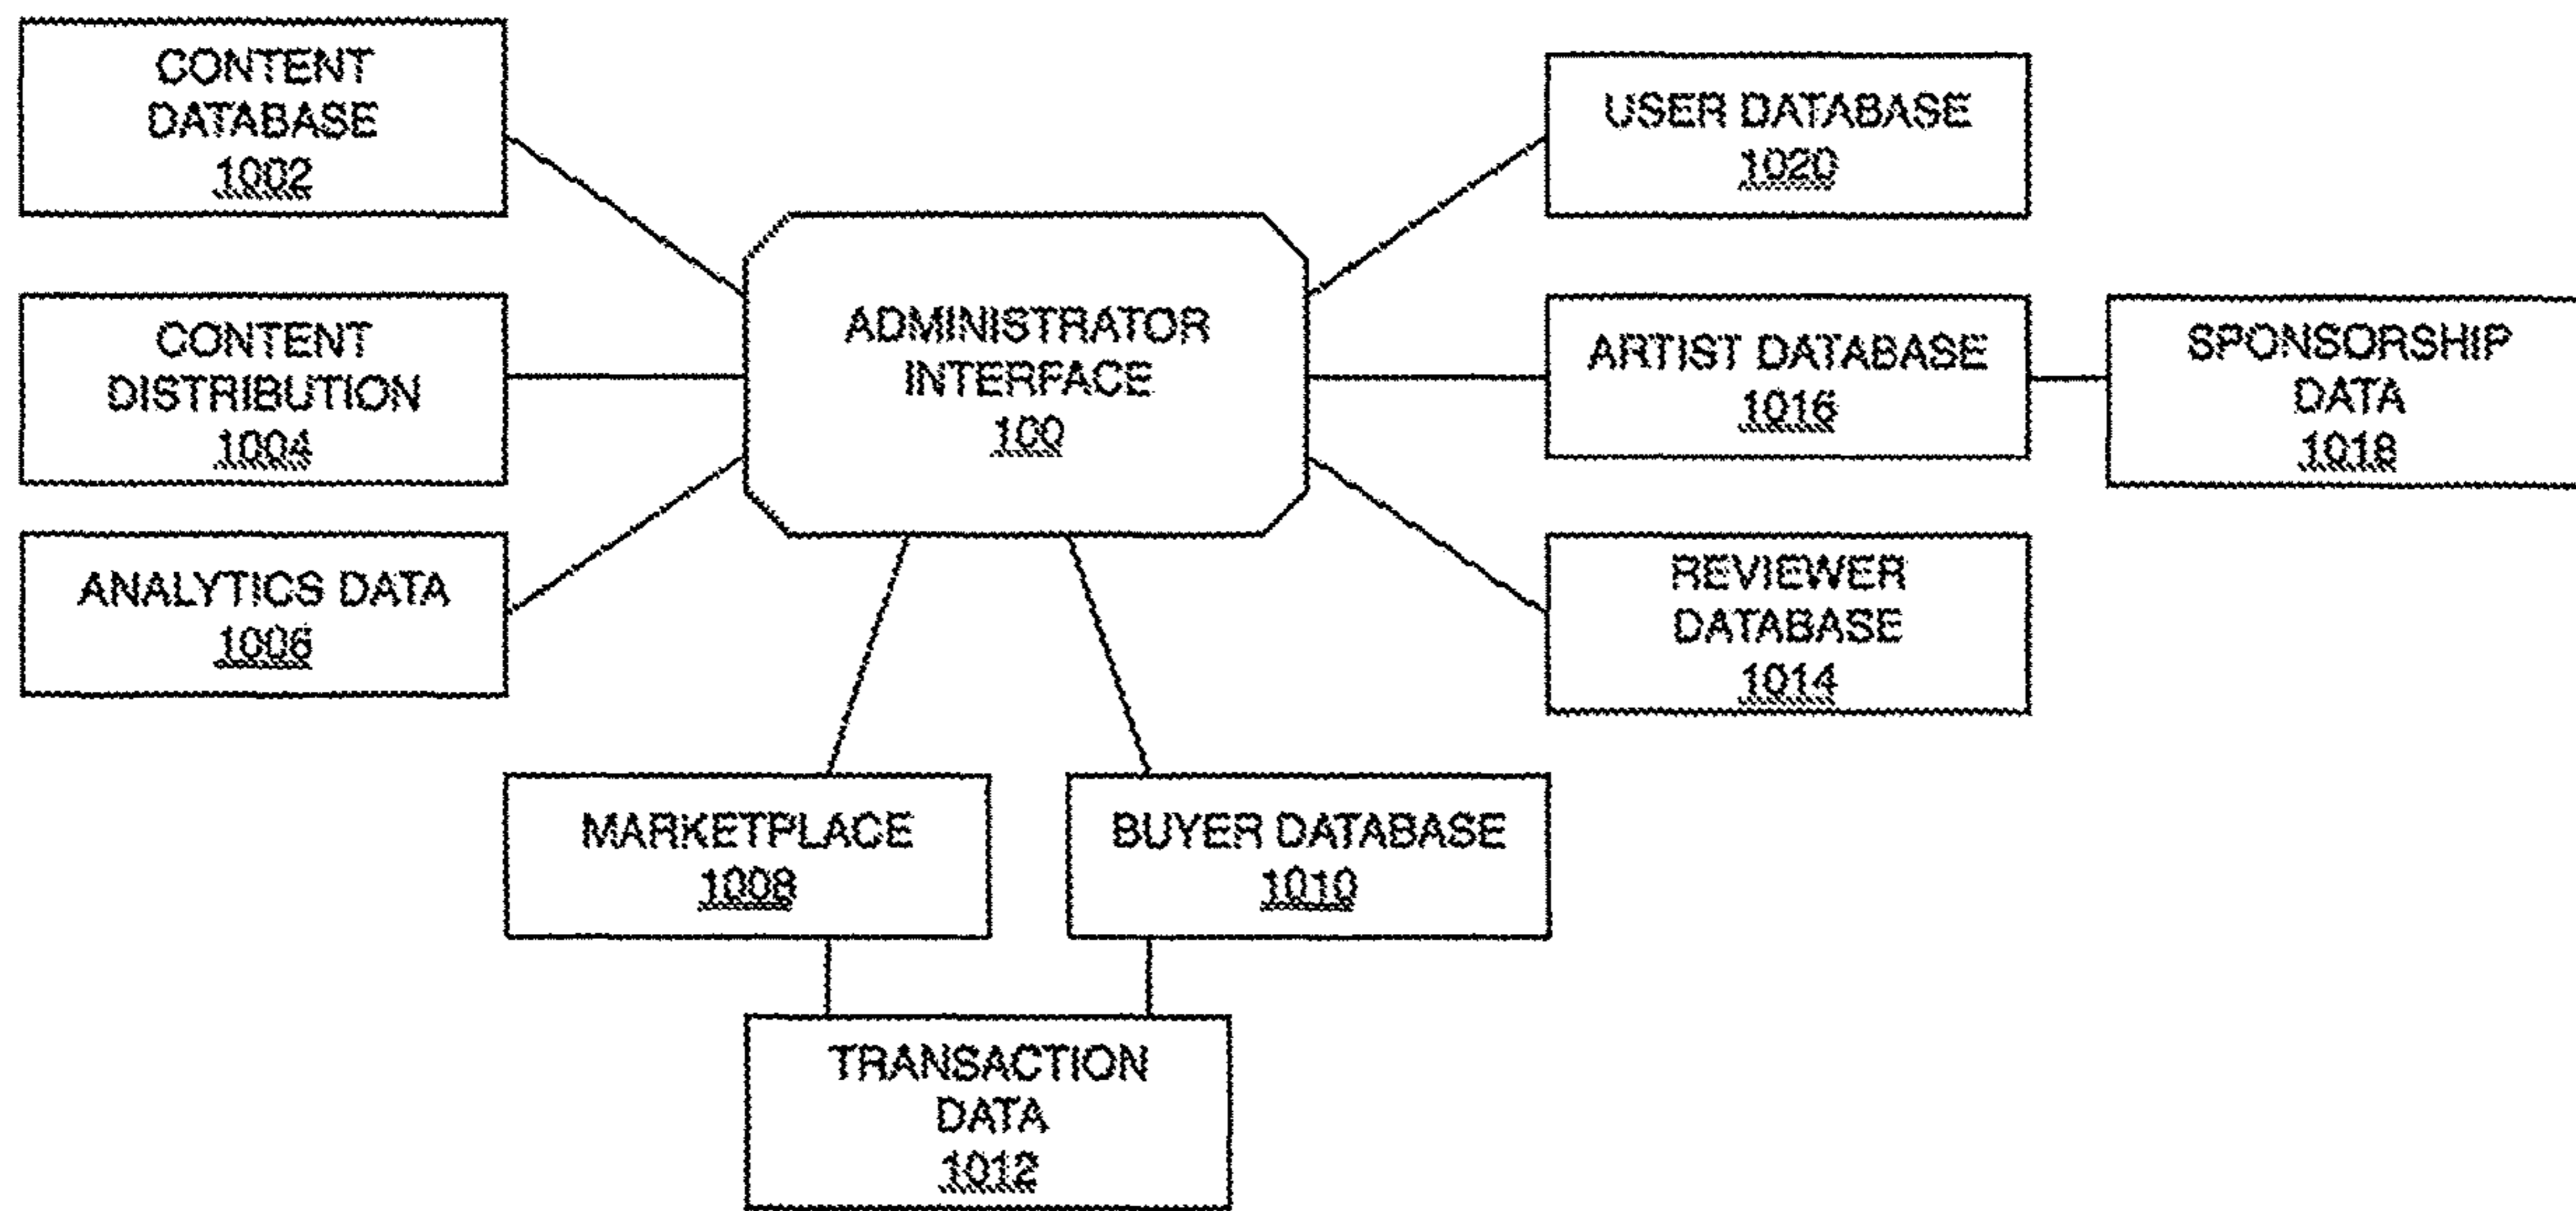 CONTENT
DATABASE
1002
CONTENT
DISTRIBUTION
1004
ANALYTICS DATA
1006
ADMINISTRATOR
INTERFACE
100
USER DATABASE
1020
ARTIST DATABASE
1016
SPONSORSHIP
DATA
1018
REVIEWER
DATABASE
1014
MARKETPLACE
1008
BUYER DATABASE
1010
TRANSACTION
DATA
1012